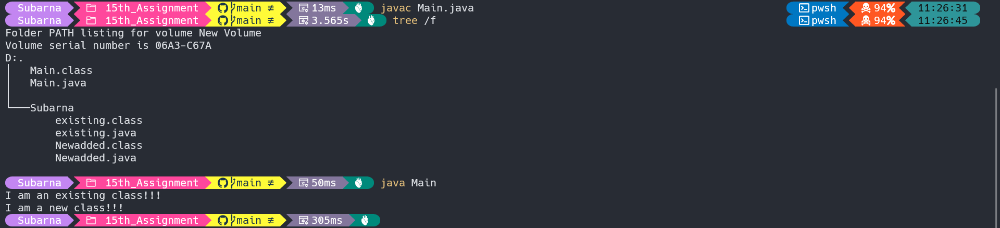 Subarna 15th_Assignment main ≢ 13ms javac Main.java pwsh 94% 11:26:31
Subarna 15th_Assignment main ≢ 3.565s tree /f pwsh 94% 11:26:45
Folder PATH listing for volume New Volume
Volume serial number is 06A3-C67A
D:.
Main.class
Main.java
Subarna
existing.class
existing.java
Newadded.class
Newadded.java
Subarna 15th_Assignment main ≢ 50ms java Main
I am an existing class!!!
I am a new class!!!
Subarna 15th_Assignment main ≢ 305ms